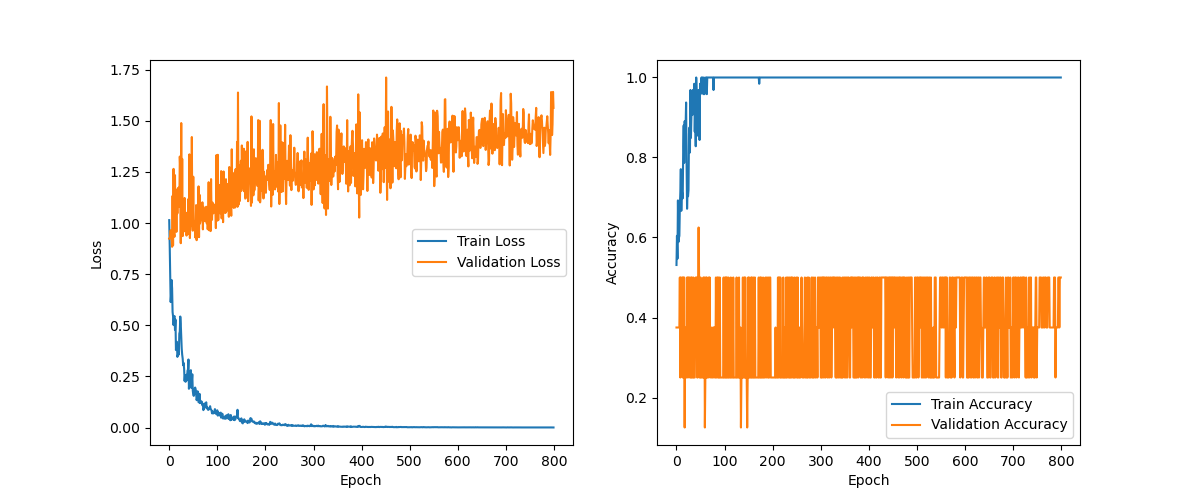 1.75
1.50
1.25
1.00
0.75
0.50
0.25
0.00
Loss
0 100 200 300 400 500 600 700 800
Epoch
Train Loss
Validation Loss
1.0
0.8
0.6
0.4
0.2
Accuracy
0 100 200 300 400 500 600 700 800
Epoch
Train Accuracy
Validation Accuracy